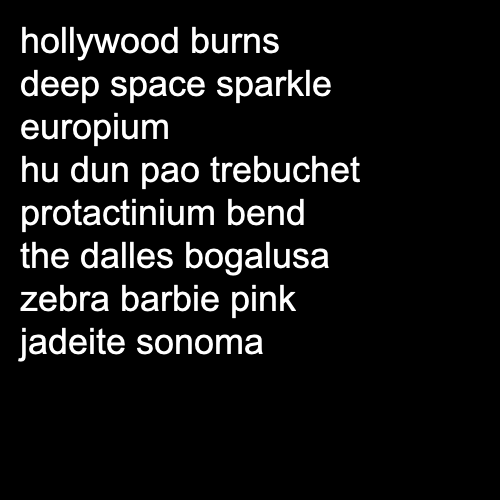 hollywood burns
deep space sparkle
europium
hu dun pao trebuchet
protactinium bend
the dalles bogalusa
zebra barbie pink
jadeite sonoma